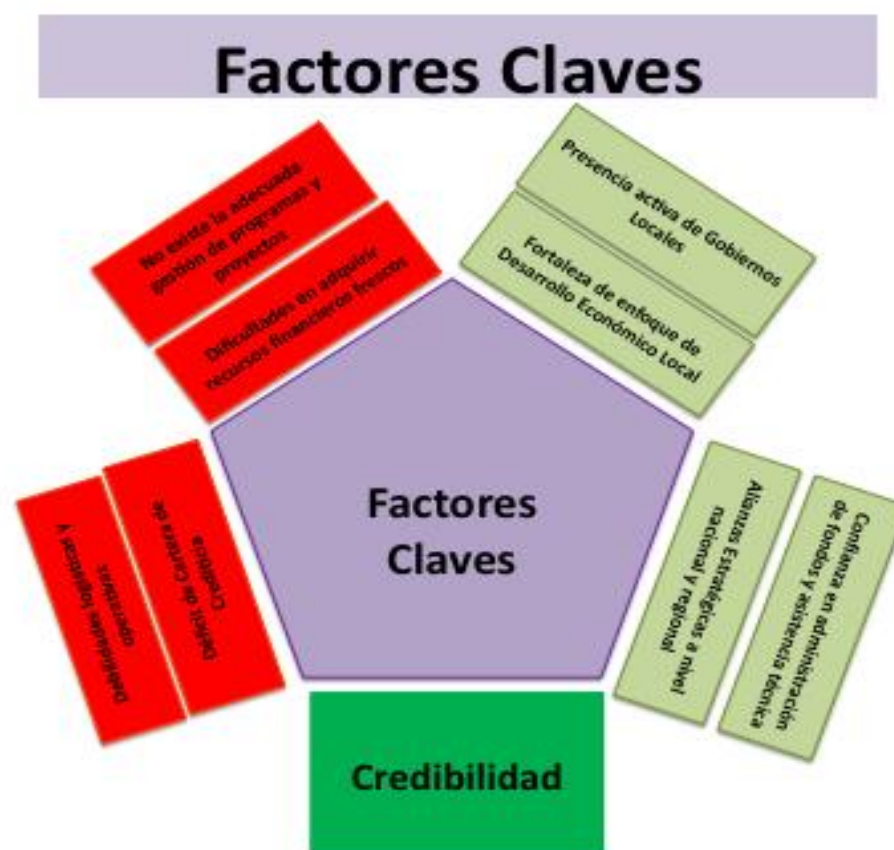 Factores Claves
No existe la adecuada
gestión de programas y
proyectos
Dificultades en adquirir
recursos financieros frescos
Presencia activa de Gobiernos
Locales
Fortaleza de enfoque de
Desarrollo Económico Local
Debilidades logísticar y
operativas
Déficit de Cartera de
Crediticia
Factores
Claves
Alianzas Estratégicas a nivel
nacional y regional
Confianza en administración
de fondos y asistencia técnica
Credibilidad